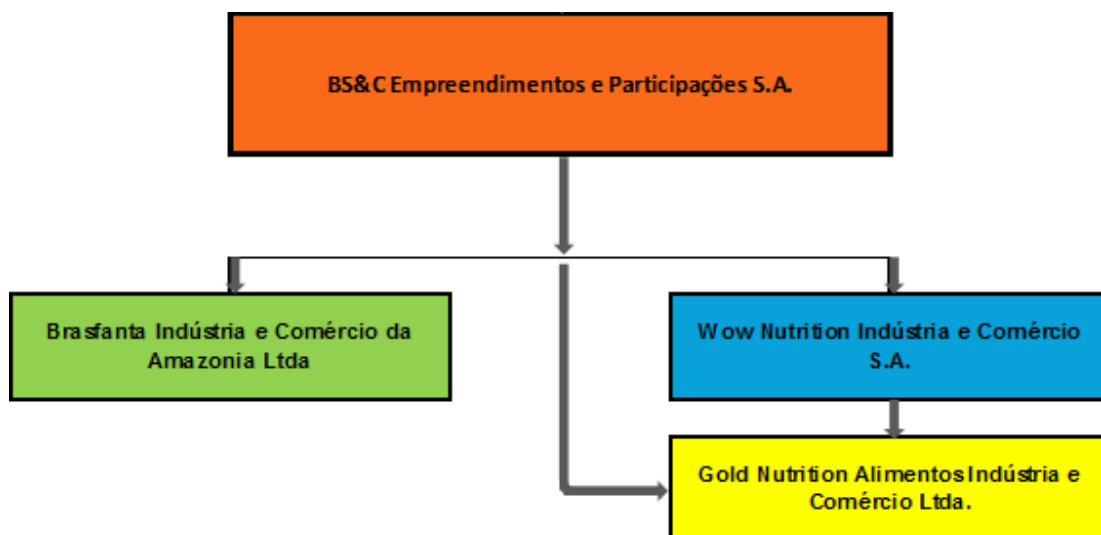 BS&C Empreendimentos e Participações S.A.
Brasfanta Indústria e Comércio da
Amazonia Ltda
Wow Nutrition Indústria e Comércio
S.A.
Gold Nutrition Alimentos Indústria e
Comércio Ltda.